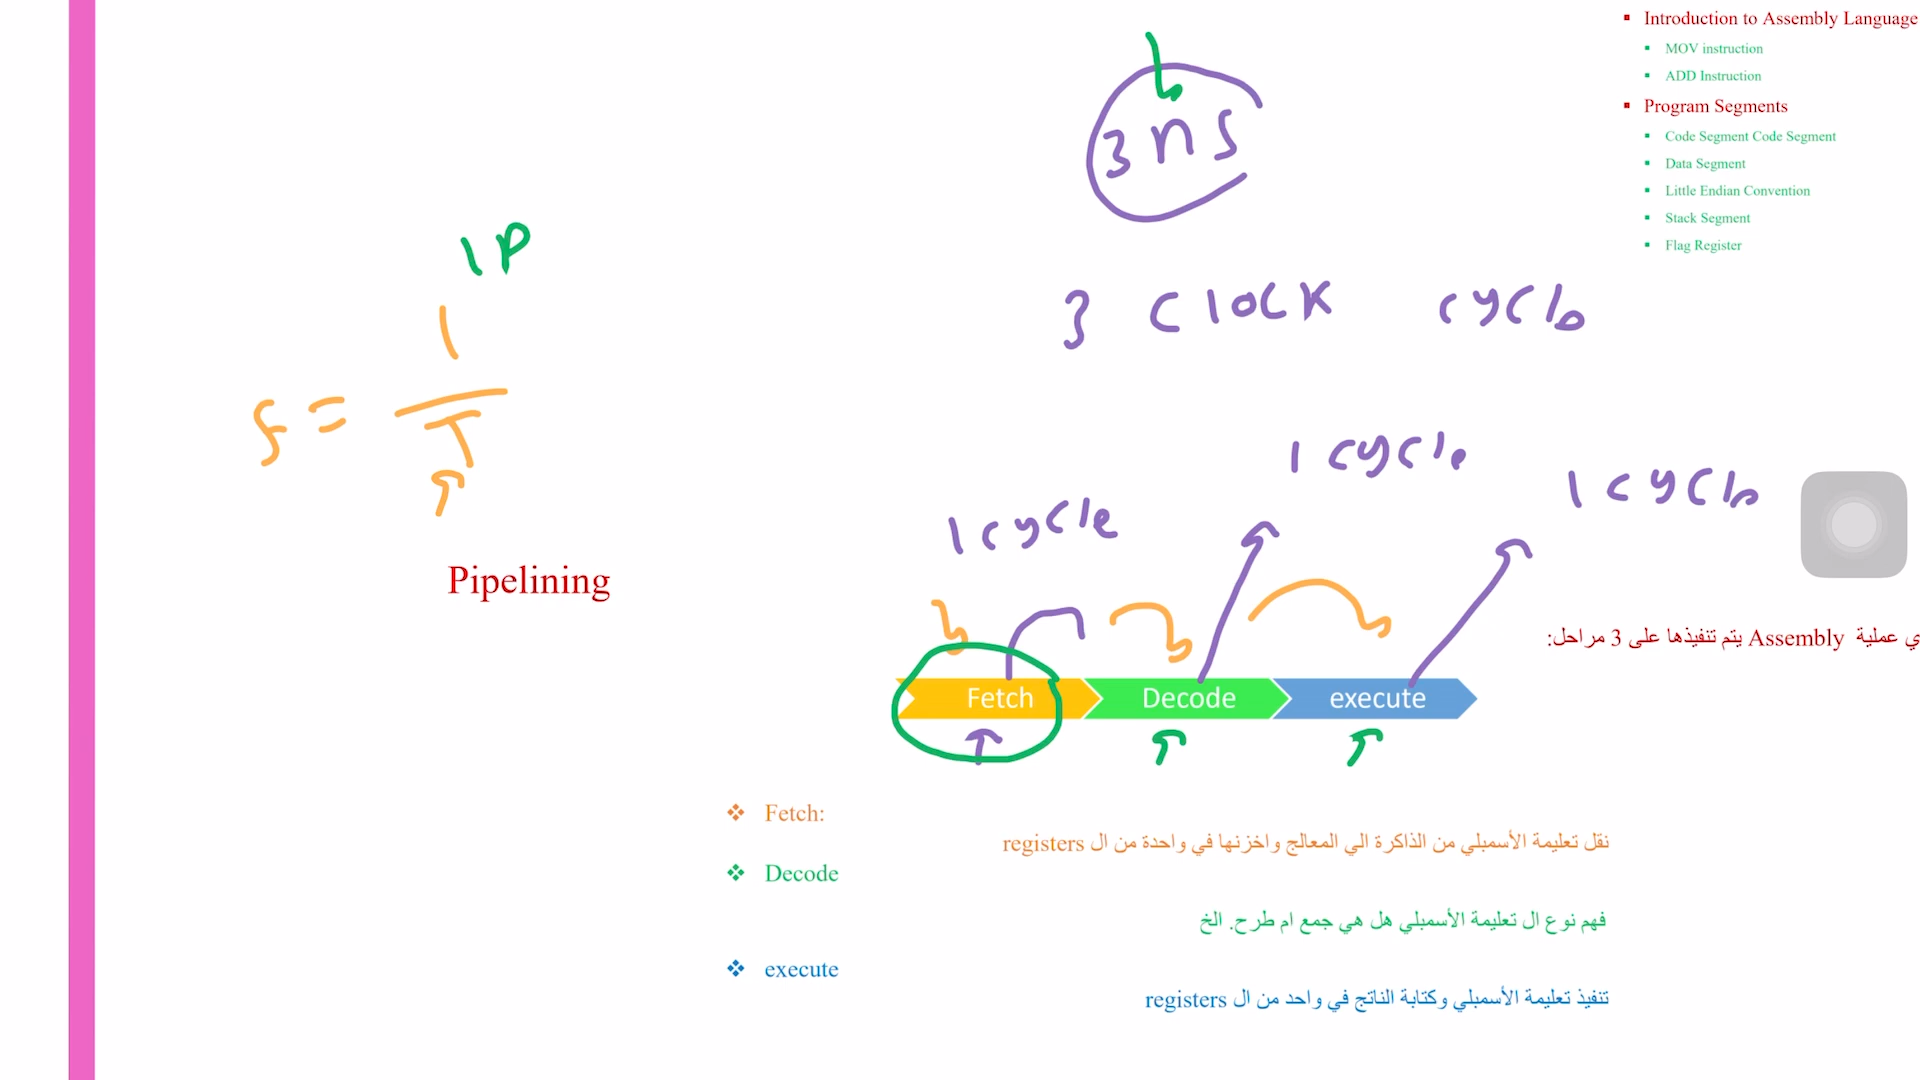 Introduction to Assembly Language
MOV instruction
ADD Instruction
Program Segments
Code Segment Code Segment
Data Segment
Little Endian Convention
Stack Segment
Flag Register
3 ns
IP
3 Clock cycle
f = 1 / T
1 cycle
1 cycle
1 cycle
Pipelining
ي عملية Assembly يتم تنفيذها على 3 مراحل:
Fetch
Decode
execute
Fetch:
نقل تعليمة الأسمبلي من الذاكرة الي المعالج واخزنها في واحدة من ال registers
Decode
فهم نوع ال تعليمة الأسمبلي هل هي جمع ام طرح. الخ
execute
تنفيذ تعليمة الأسمبلي وكتابة الناتج في واحد من ال registers